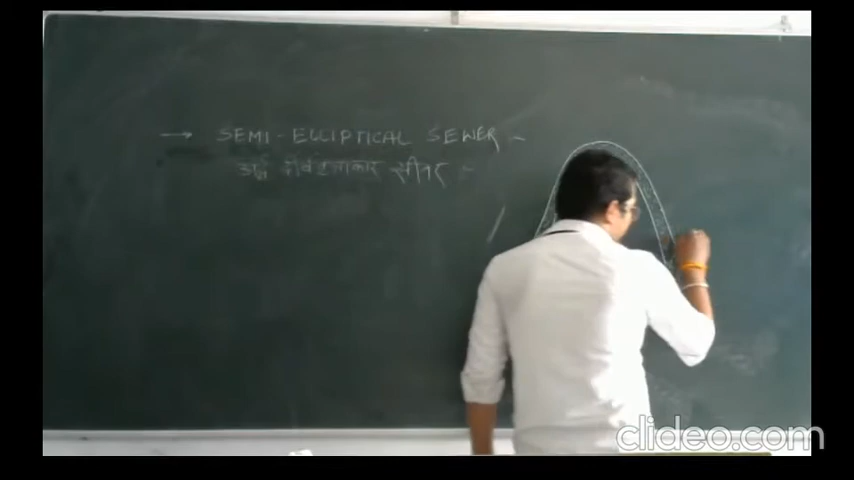 → SEMI-ELLIPTICAL SEWER -
अर्द्ध दीर्घवृत्ताकार सीवर -
clideo.com